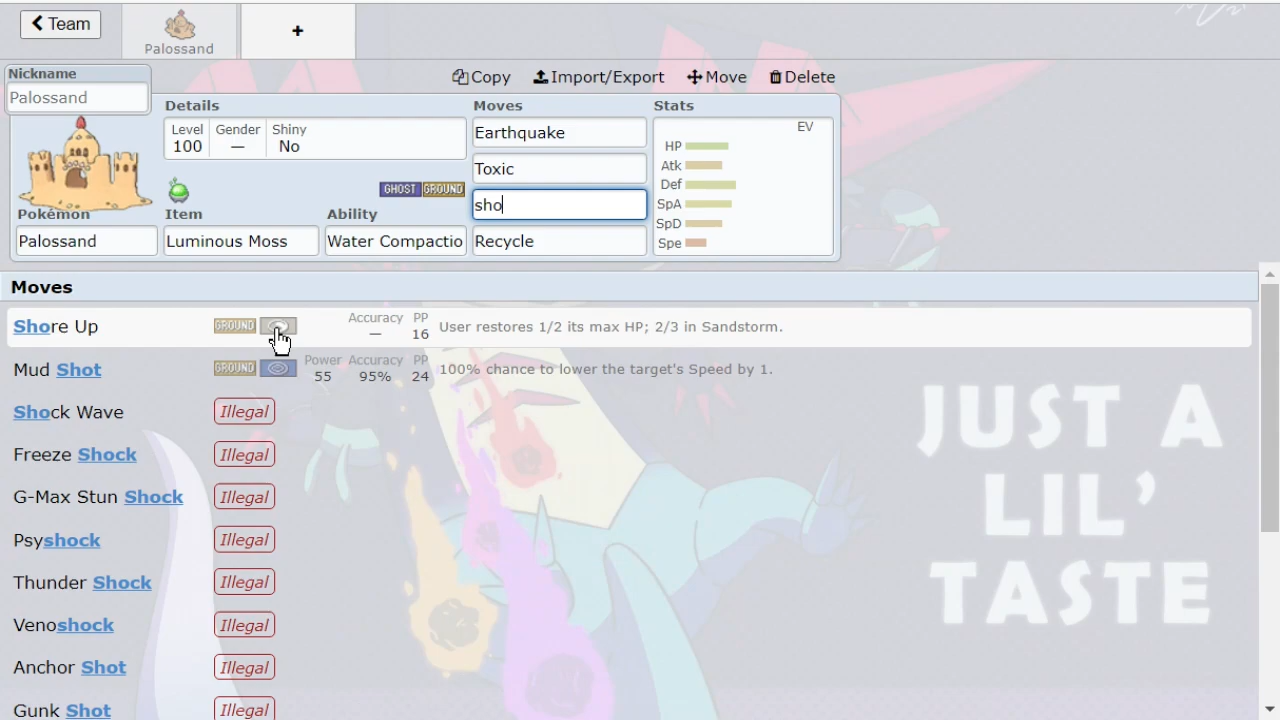 Team
Palossand
+
Nickname
Palossand
Copy Import/Export Move Delete
Details Moves Stats
Level Gender Shiny
100 — No
Earthquake
EV
Toxic
HP
Atk
Def
SpA
SpD
Spe
GHOST GROUND
sho
Pokémon Item Ability
Palossand Luminous Moss Water Compactio Recycle
Moves
Shore Up GROUND Accuracy — PP 16 User restores 1/2 its max HP; 2/3 in Sandstorm.
Mud Shot GROUND Power 55 Accuracy 95% PP 24 100% chance to lower the target's Speed by 1.
Shock Wave Illegal
Freeze Shock Illegal
G-Max Stun Shock Illegal
Psyshock Illegal
Thunder Shock Illegal
Venoshock Illegal
Anchor Shot Illegal
Gunk Shot Illegal
JUST A
LIL'
TASTE